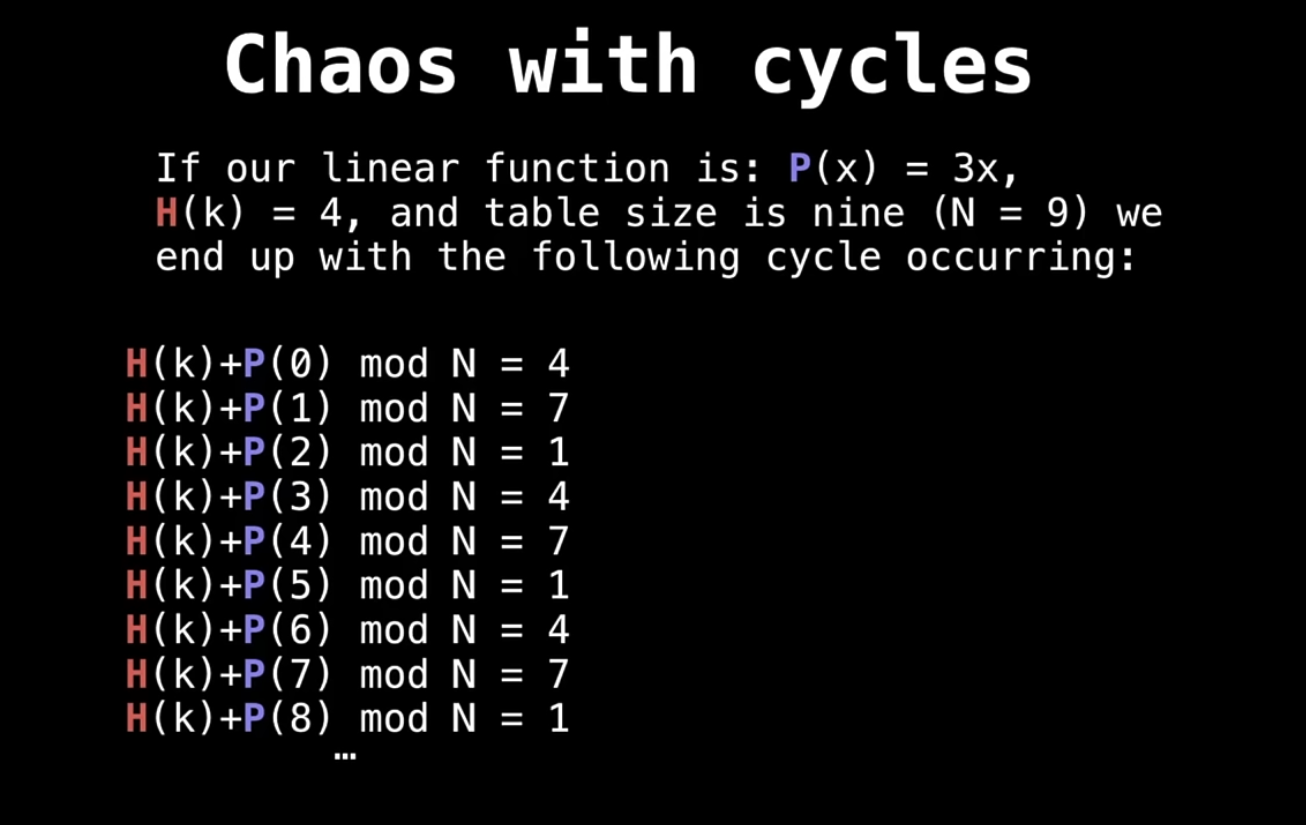 Chaos with cycles
If our linear function is: P(x) = 3x,
H(k) = 4, and table size is nine (N = 9) we
end up with the following cycle occurring:
H(k)+P(0) mod N = 4
H(k)+P(1) mod N = 7
H(k)+P(2) mod N = 1
H(k)+P(3) mod N = 4
H(k)+P(4) mod N = 7
H(k)+P(5) mod N = 1
H(k)+P(6) mod N = 4
H(k)+P(7) mod N = 7
H(k)+P(8) mod N = 1
…